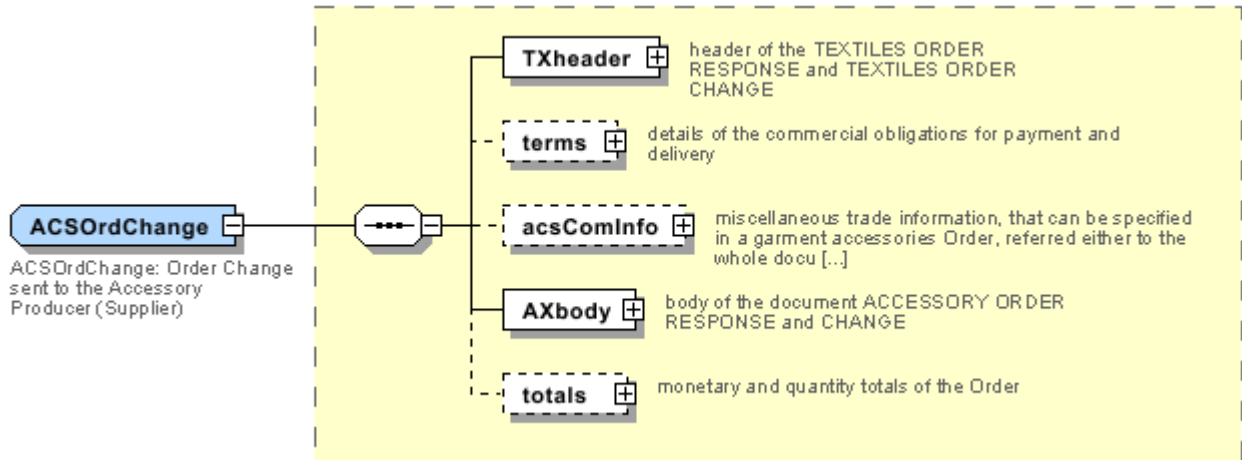 TXheader
header of the TEXTILES ORDER
RESPONSE and TEXTILES ORDER
CHANGE
terms
details of the commercial obligations for payment and
delivery
ACSOrdChange
ACSOrdChange: Order Change
sent to the Accessory
Producer (Supplier)
acsComInfo
miscellaneous trade information, that can be specified
in a garment accessories Order, referred either to the
whole docu [...]
AXbody
body of the document ACCESSORY ORDER
RESPONSE and CHANGE
totals
monetary and quantity totals of the Order